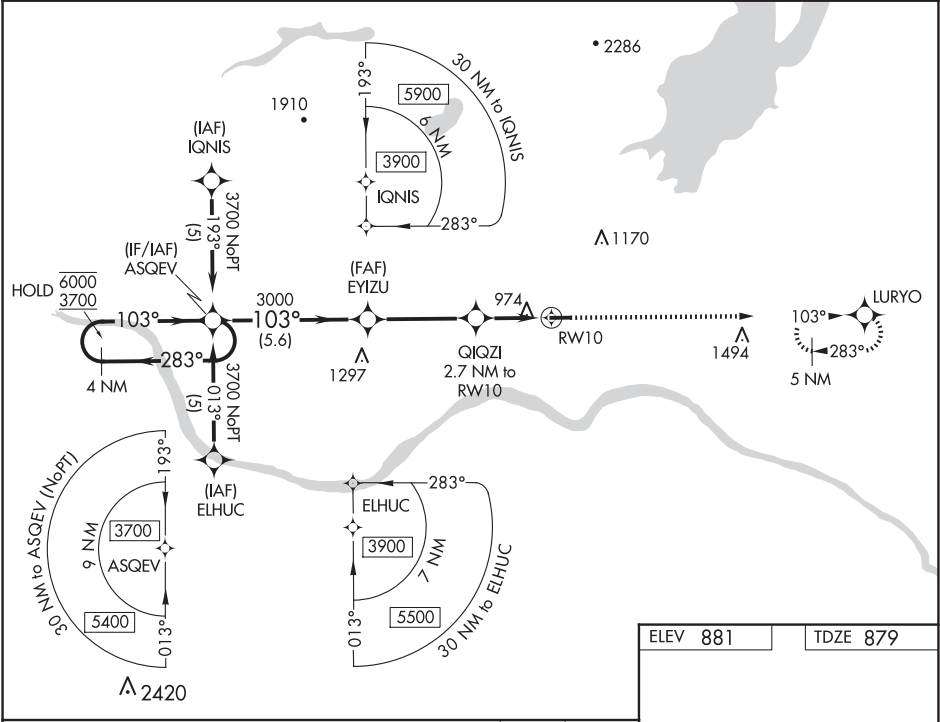 2286
30 NM to IQNIS
193°
5900
6 NM
3900
IQNIS
283°
1910
(IAF)
IQNIS
3700 NoPT
193°
(5)
(IF/IAF)
ASQEV
HOLD 6000
3700
103°
283°
4 NM
3000
103°
(5.6)
(FAF)
EYIZU
1297
974
QIQZI
2.7 NM to
RW10
RW10
1170
1494
LURYO
103°
283°
5 NM
3700 NoPT
013°
(5)
(IAF)
ELHUC
30 NM to ASQEV (NoPT)
193°
9 NM
3700
ASQEV
5400
013°
2420
283°
ELHUC
3900
7 NM
5500
013°
30 NM to ELHUC
ELEV 881
TDZE 879